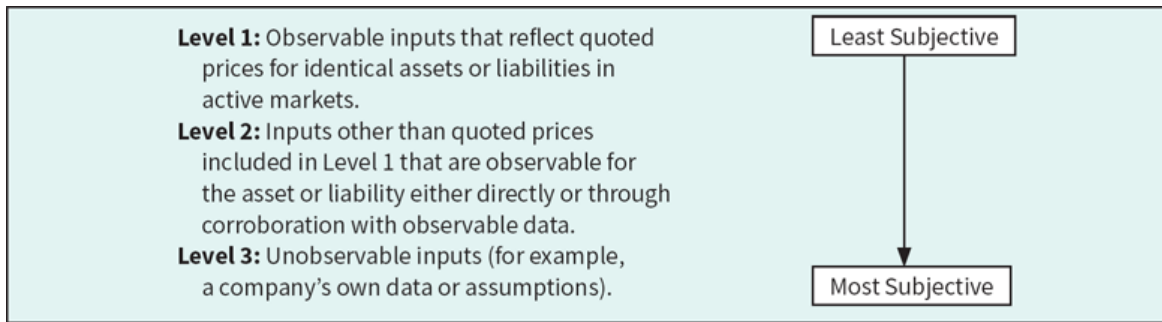 Level 1: Observable inputs that reflect quoted
prices for identical assets or liabilities in
active markets.
Level 2: Inputs other than quoted prices
included in Level 1 that are observable for
the asset or liability either directly or through
corroboration with observable data.
Level 3: Unobservable inputs (for example,
a company’s own data or assumptions).
Least Subjective
Most Subjective